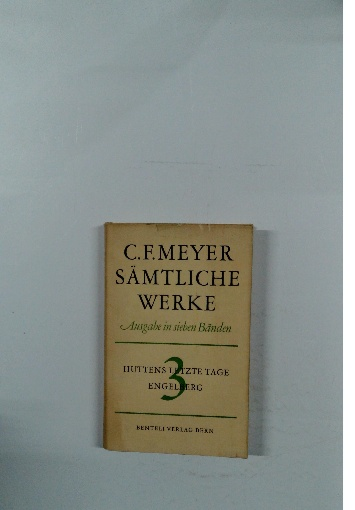 C.F. MEYER
SÄMTLICHE
WERKE
Ausgabe in sieben Bänden
3
HUTTENS LETZTE TAGE
ENGELBERG
BENTELI VERLAG BERN